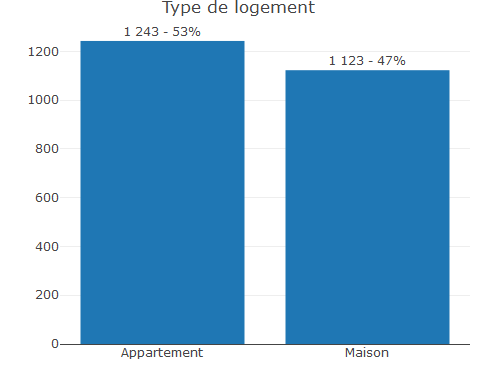 Type de logement
1 243 - 53%
1 123 - 47%
1200
1000
800
600
400
200
0
Appartement
Maison